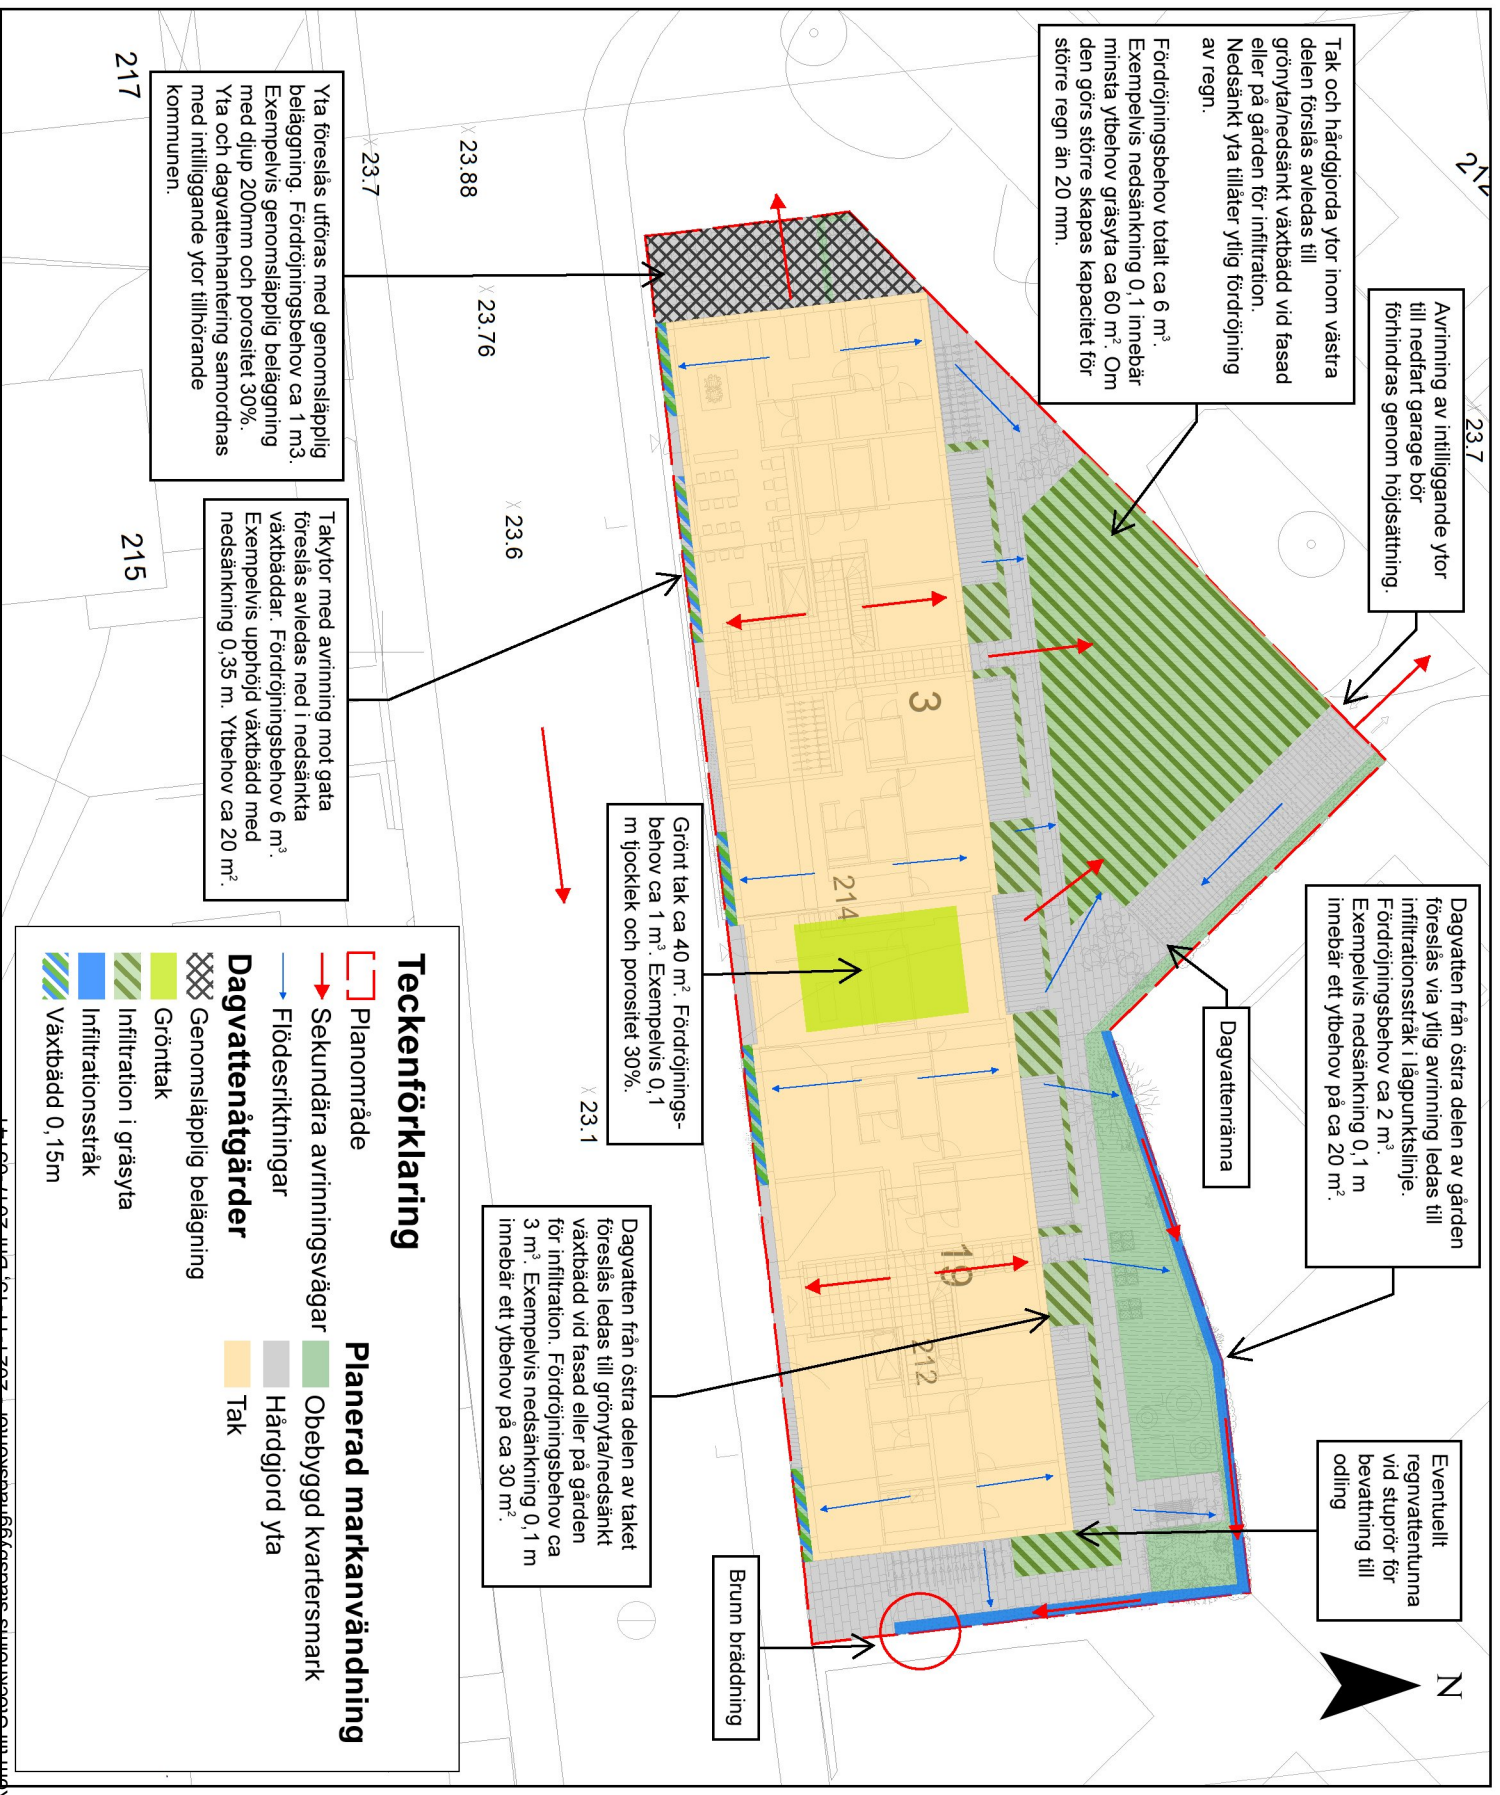 Tak och hårdgjorda ytor inom västra
delen förslås avledas till
grönyta/nedsänkt växtbädd vid fasad
eller på gården för infiltration.
Nedsänkt yta tillåter ytlig fördröjning
av regn.
Fördröjningsbehov totalt ca 6 m³.
Exempelvis nedsänkning 0,1 innebär
minsta ytbehov gräsyta ca 60 m². Om
den görs större skapas kapacitet för
större regn än 20 mm.
23.7
Avrinning av intilliggande ytor
till nedfart garage bör
förhindras genom höjdsättning.
Dagvatten från östra delen av gården
föreslås via ytlig avrinning ledas till
infiltrationsstråk i lågpunktslinje.
Fördröjningsbehov ca 2 m³.
Exempelvis nedsänkning 0,1 m
innebär ett ytbehov på ca 20 m².
Eventuellt
regnvattentunna
vid stuprör för
bevattning till
odling
N
Dagvattenränna
Brunn bräddning
3
214
19
212
23.88
23.7
23.76
23.6
23.1
217
215
Yta föreslås utföras med genomsläpplig
beläggning. Fördröjningsbehov ca 1 m3.
Exempelvis genomsläpplig beläggning
med djup 200mm och porositet 30%.
Yta och dagvattenhantering samordnas
med intilliggande ytor tillhörande
kommunen.
Takytor med avrinning mot gata
föreslås avledas ned i nedsänkta
växtbäddar. Fördröjningsbehov 6 m³.
Exempelvis upphöjd växtbädd med
nedsänkning 0,35 m. Ytbehov ca 20 m².
Grönt tak ca 40 m². Fördröjnings-
behov ca 1 m³. Exempelvis 0,1
m tjocklek och porositet 30%.
Dagvatten från östra delen av taket
föreslås ledas till grönyta/nedsänkt
växtbädd vid fasad eller på gården
för infiltration. Fördröjningsbehov ca
3 m³. Exempelvis nedsänkning 0,1 m
innebär ett ytbehov på ca 30 m².
Teckenförklaring
Planområde
Sekundära avrinningsvägar
Flödesriktningar
Dagvattenåtgärder
Genomsläpplig belägning
Grönttak
Infiltration i gräsyta
Infiltrationsstråk
Växtbädd 0,15m
Planerad markanvändning
Obebyggd kvartersmark
Hårdgjord yta
Tak